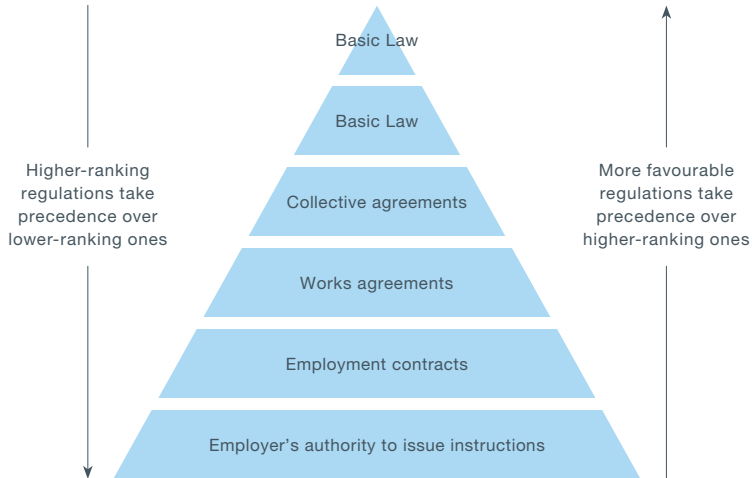 Basic Law
Basic Law
Collective agreements
Works agreements
Employment contracts
Employer’s authority to issue instructions
Higher-ranking
regulations take
precedence over
lower-ranking ones
More favourable
regulations take
precedence over
higher-ranking ones